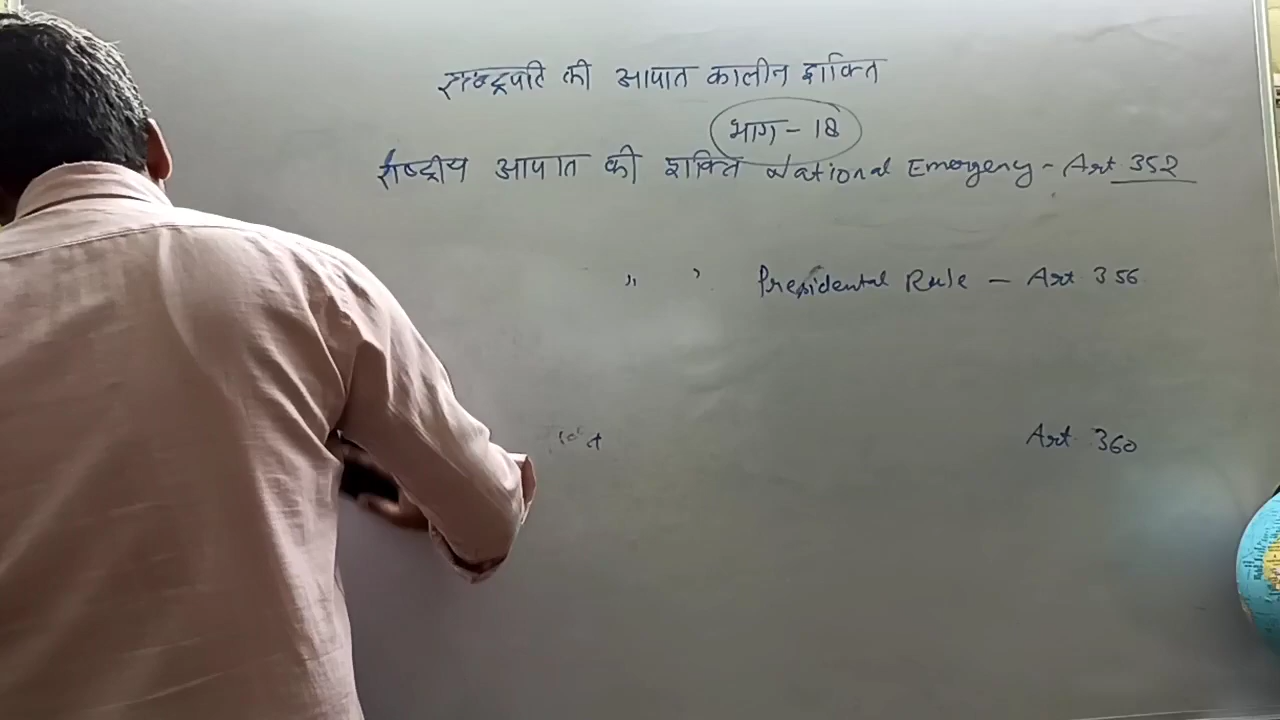 राष्ट्रपति की आपात कालीन शक्ति
भाग - 18
राष्ट्रीय आपात की शक्ति National Emergency - Art 352
" " Presidental Rule - Art 356
Art 360